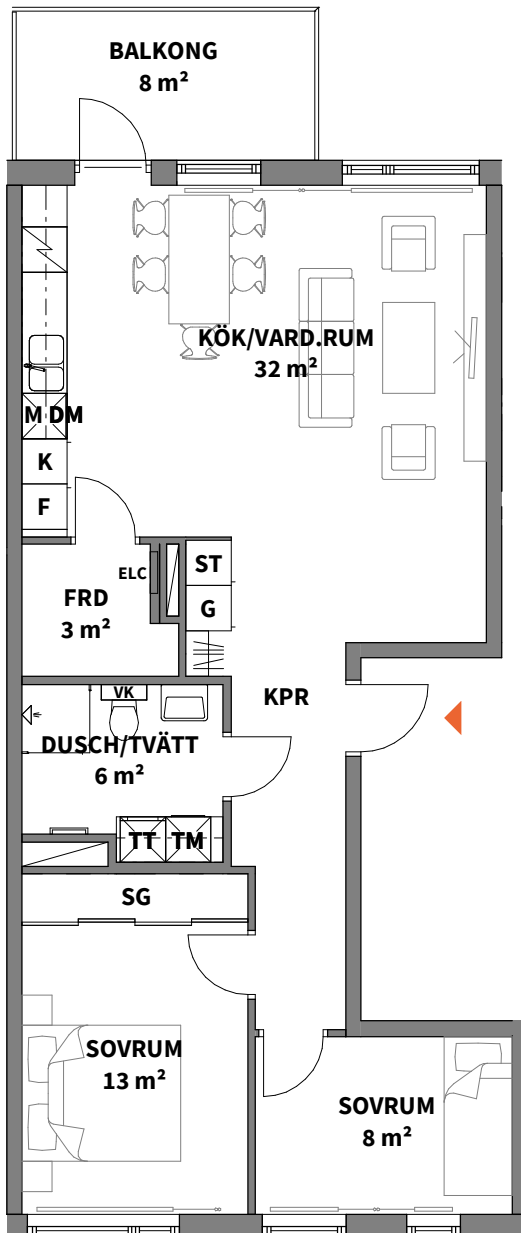 BALKONG
8 m²
KÖK/VARD.RUM
32 m²
M DM
K
F
ELC
ST
FRD
3 m²
G
VK
KPR
DUSCH/TVÄTT
6 m²
TT
TM
SG
SOVRUM
13 m²
SOVRUM
8 m²